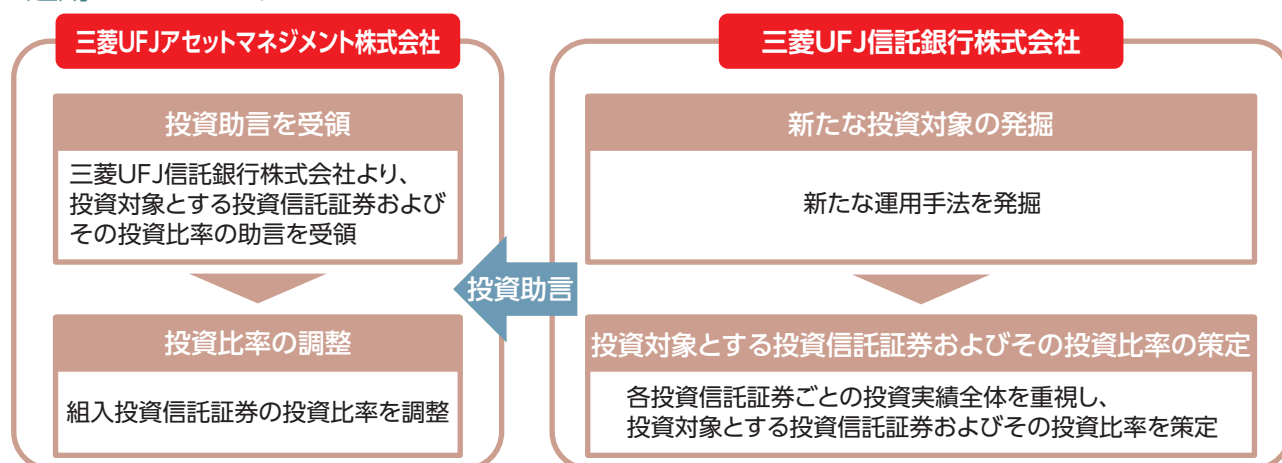 三菱UFJアセットマネジメント株式会社
投資助言を受領
三菱UFJ信託銀行株式会社より、
投資対象とする投資信託証券および
その投資比率の助言を受領
投資比率の調整
組入投資信託証券の投資比率を調整
投資助言
三菱UFJ信託銀行株式会社
新たな投資対象の発掘
新たな運用手法を発掘
投資対象とする投資信託証券およびその投資比率の策定
各投資信託証券ごとの投資実績全体を重視し、
投資対象とする投資信託証券およびその投資比率を策定